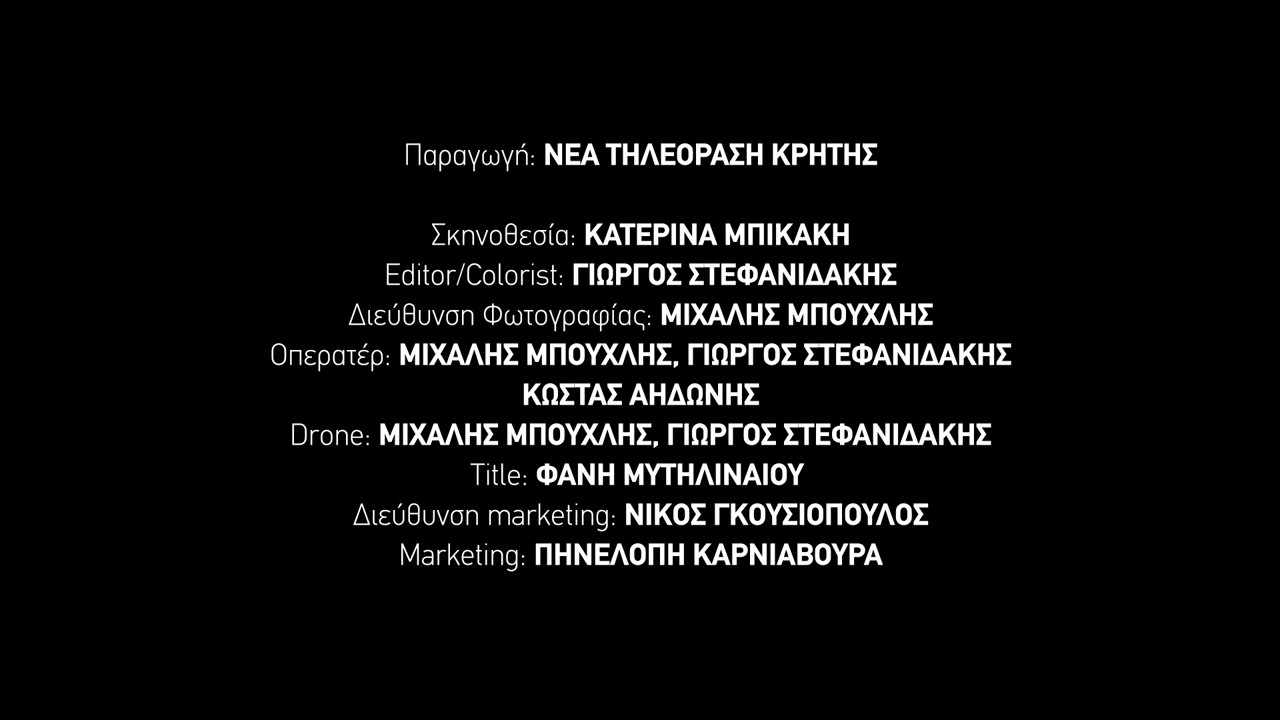 Παραγωγή: ΝΕΑ ΤΗΛΕΟΡΑΣΗ ΚΡΗΤΗΣ
Σκηνοθεσία: ΚΑΤΕΡΙΝΑ ΜΠΙΚΑΚΗ
Editor/Colorist: ΓΙΩΡΓΟΣ ΣΤΕΦΑΝΙΔΑΚΗΣ
Διεύθυνση Φωτογραφίας: ΜΙΧΑΛΗΣ ΜΠΟΥΧΛΗΣ
Οπερατέρ: ΜΙΧΑΛΗΣ ΜΠΟΥΧΛΗΣ, ΓΙΩΡΓΟΣ ΣΤΕΦΑΝΙΔΑΚΗΣ
ΚΩΣΤΑΣ ΑΗΔΩΝΗΣ
Drone: ΜΙΧΑΛΗΣ ΜΠΟΥΧΛΗΣ, ΓΙΩΡΓΟΣ ΣΤΕΦΑΝΙΔΑΚΗΣ
Title: ΦΑΝΗ ΜΥΤΗΛΙΝΑΙΟΥ
Διεύθυνση marketing: ΝΙΚΟΣ ΓΚΟΥΣΙΟΠΟΥΛΟΣ
Marketing: ΠΗΝΕΛΟΠΗ ΚΑΡΝΙΑΒΟΥΡΑ